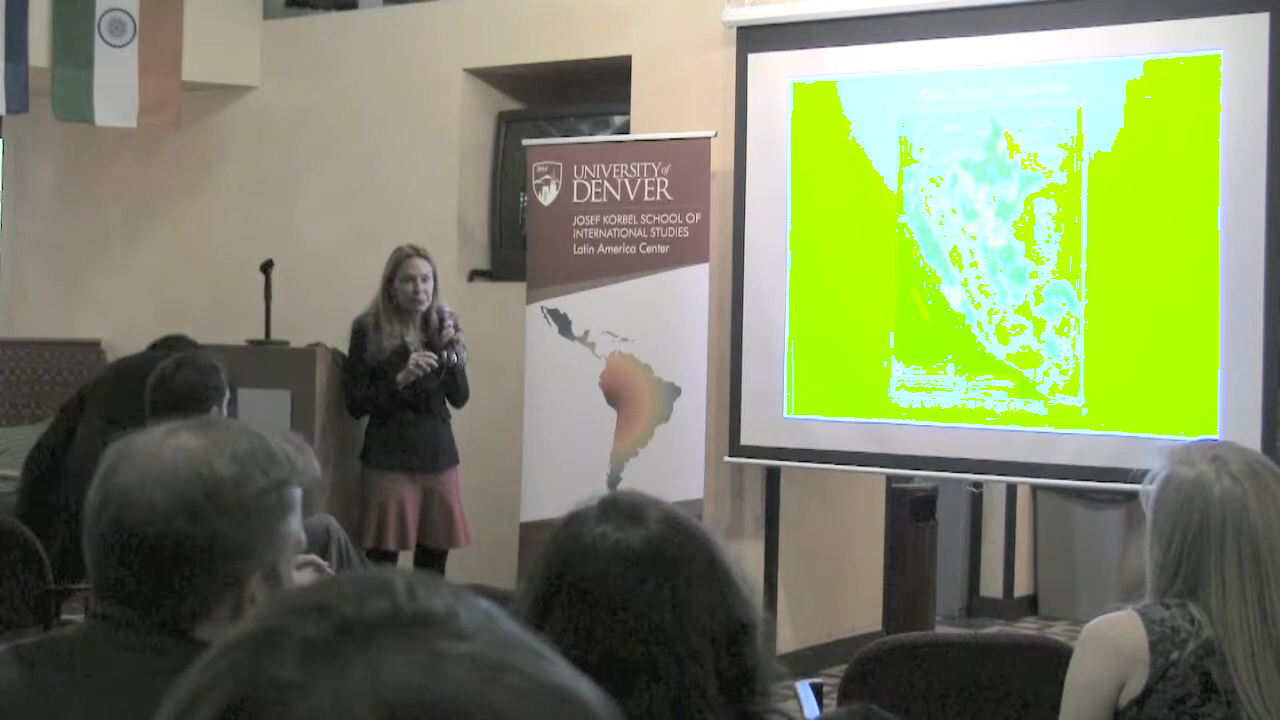 UNIVERSITY of
DENVER
JOSEF KORBEL SCHOOL OF
INTERNATIONAL STUDIES
Latin America Center